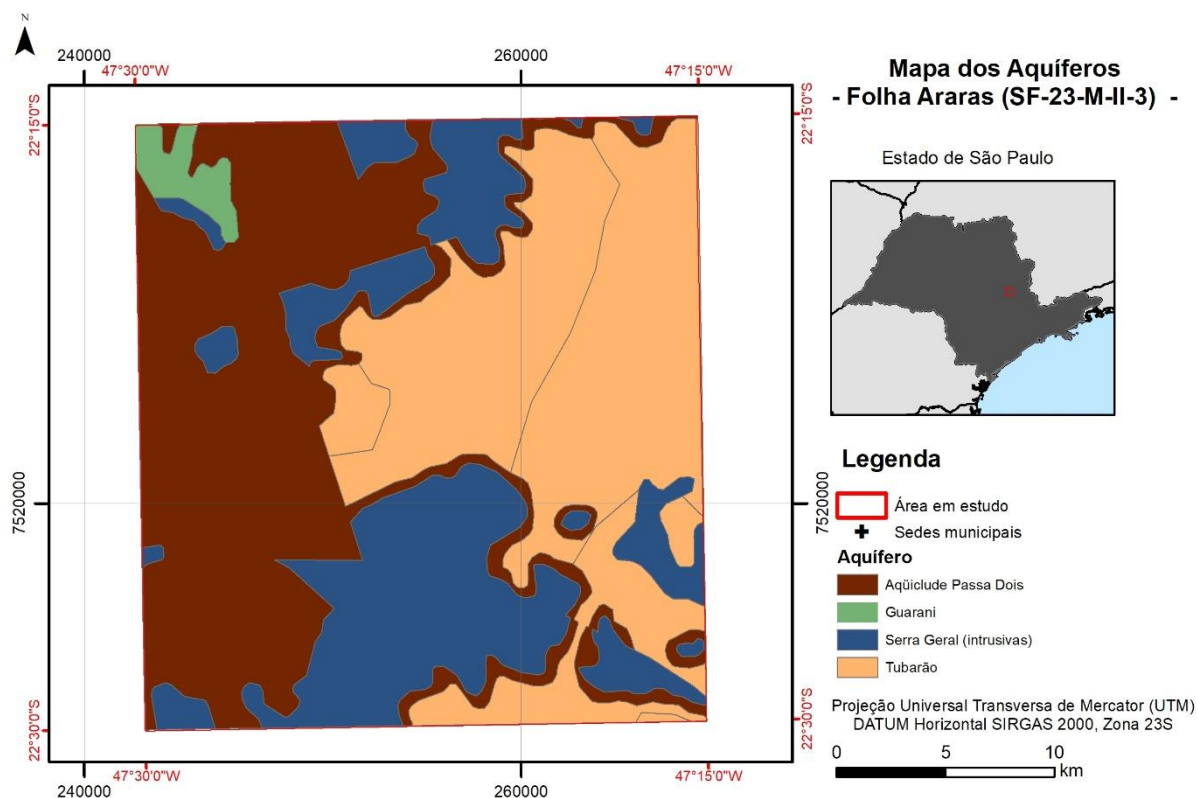 N
240000
260000
47°30'0"W
47°15'0"W
22°15'0"S
22°15'0"S
7520000
7520000
22°30'0"S
22°30'0"S
47°30'0"W
47°15'0"W
240000
260000
Mapa dos Aquíferos
- Folha Araras (SF-23-M-II-3) -
Estado de São Paulo
Legenda
Área em estudo
Sedes municipais
Aquífero
Aqüiclude Passa Dois
Guarani
Serra Geral (intrusivas)
Tubarão
Projeção Universal Transversa de Mercator (UTM)
DATUM Horizontal SIRGAS 2000, Zona 23S
0 5 10
km